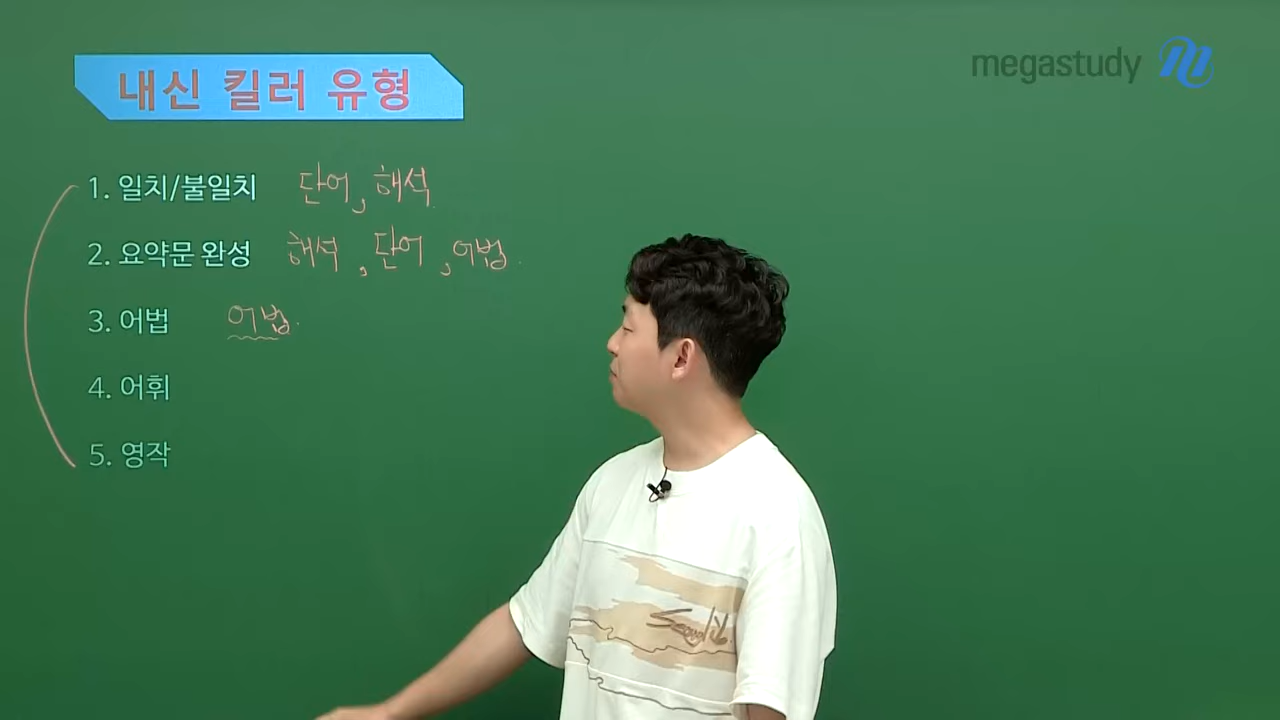 내신 킬러 유형
megastudy
1. 일치/불일치 단어, 해석.
2. 요약문 완성 해석, 단어, 어법.
3. 어법 어법.
4. 어휘
5. 영작